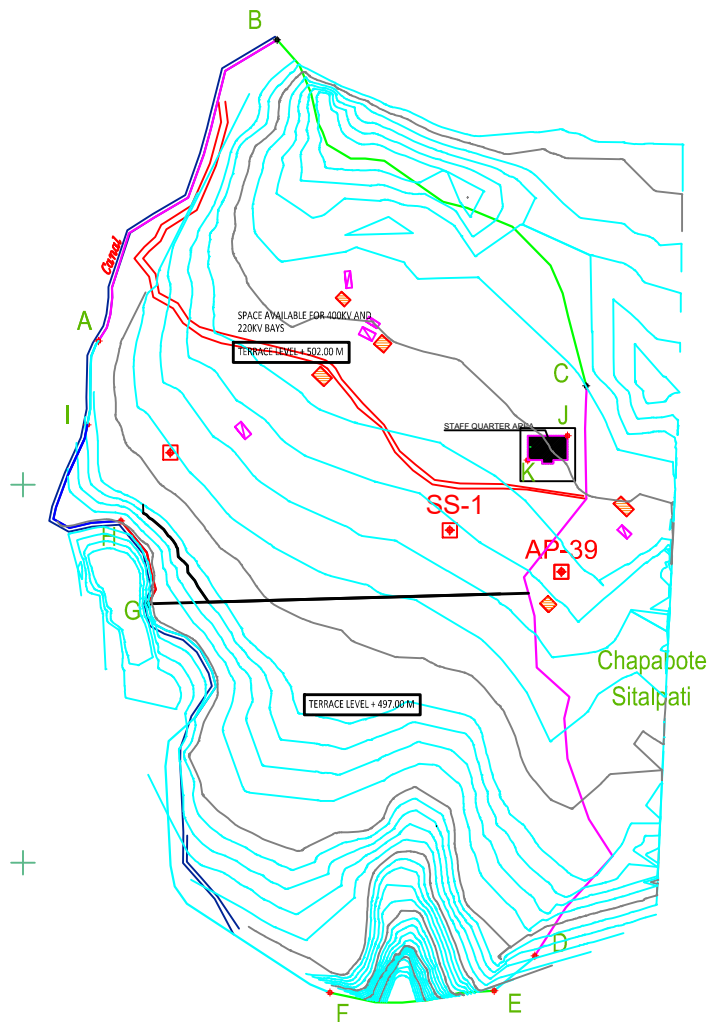 B
Canal
SPACE AVAILABLE FOR 400KV AND
220KV BAYS
A
TERRACE LEVEL + 502.00 M
C
I
J
STAFF QUARTER AREA
K
SS-1
H
AP-39
G
Chapabote
Sitalpati
TERRACE LEVEL + 497.00 M
D
E
F